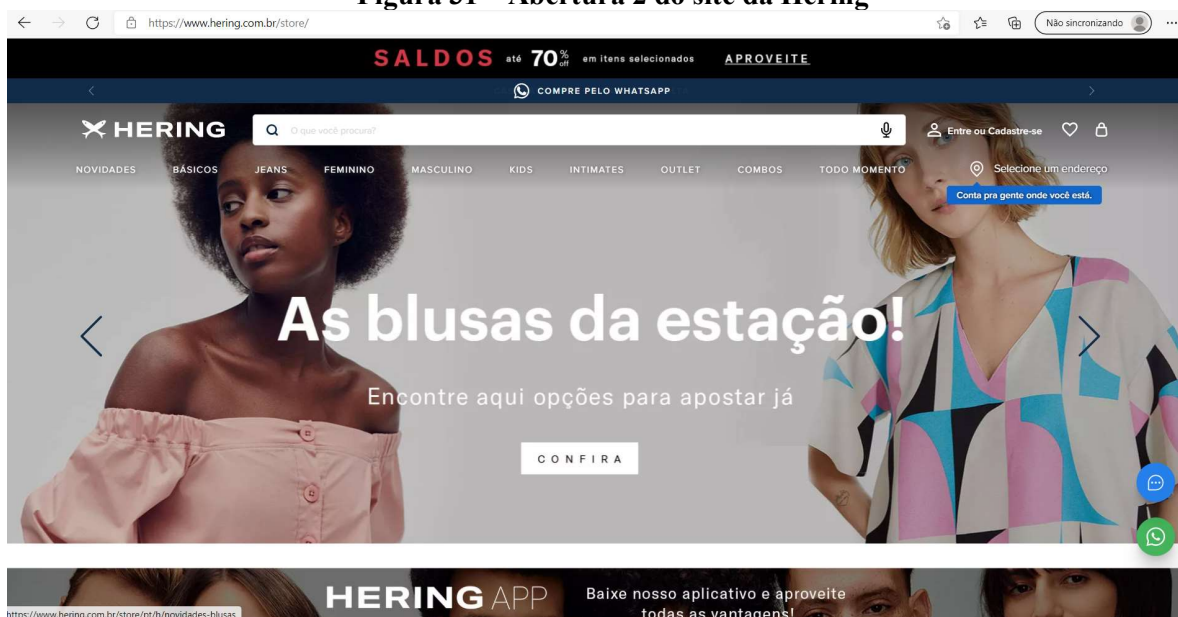 Figura 31 – Abertura 2 do site da Hering
https://www.hering.com.br/store/
Não sincronizando
SALDOS até 70% off em itens selecionados APROVEITE
COMPRE PELO WHATSAPP
HERING
O que você procura?
Entre ou Cadastre-se
NOVIDADES BÁSICOS JEANS FEMININO MASCULINO KIDS INTIMATES OUTLET COMBOS TODO MOMENTO
Selecione um endereço
Conta pra gente onde você está.
As blusas da estação!
Encontre aqui opções para apostar já
CONFIRA
HERING APP
Baixe nosso aplicativo e aproveite
todas as vantagens!
https://www.hering.com.br/store/pt/h/novidades-blusas